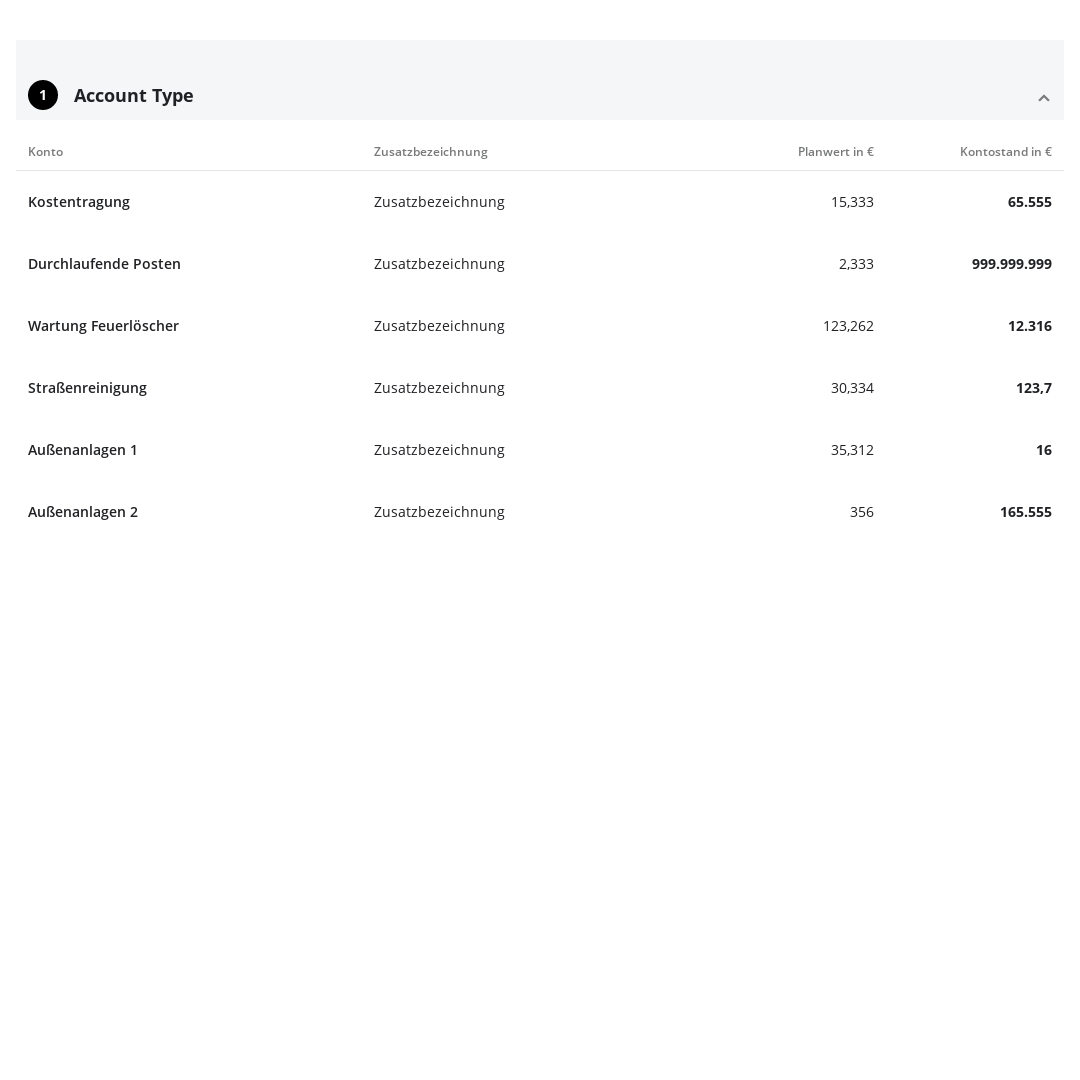 1 Account Type
Konto Zusatzbezeichnung Planwert in € Kontostand in €
Kostentragung Zusatzbezeichnung 15,333 65.555
Durchlaufende Posten Zusatzbezeichnung 2,333 999.999.999
Wartung Feuerlöscher Zusatzbezeichnung 123,262 12.316
Straßenreinigung Zusatzbezeichnung 30,334 123,7
Außenanlagen 1 Zusatzbezeichnung 35,312 16
Außenanlagen 2 Zusatzbezeichnung 356 165.555